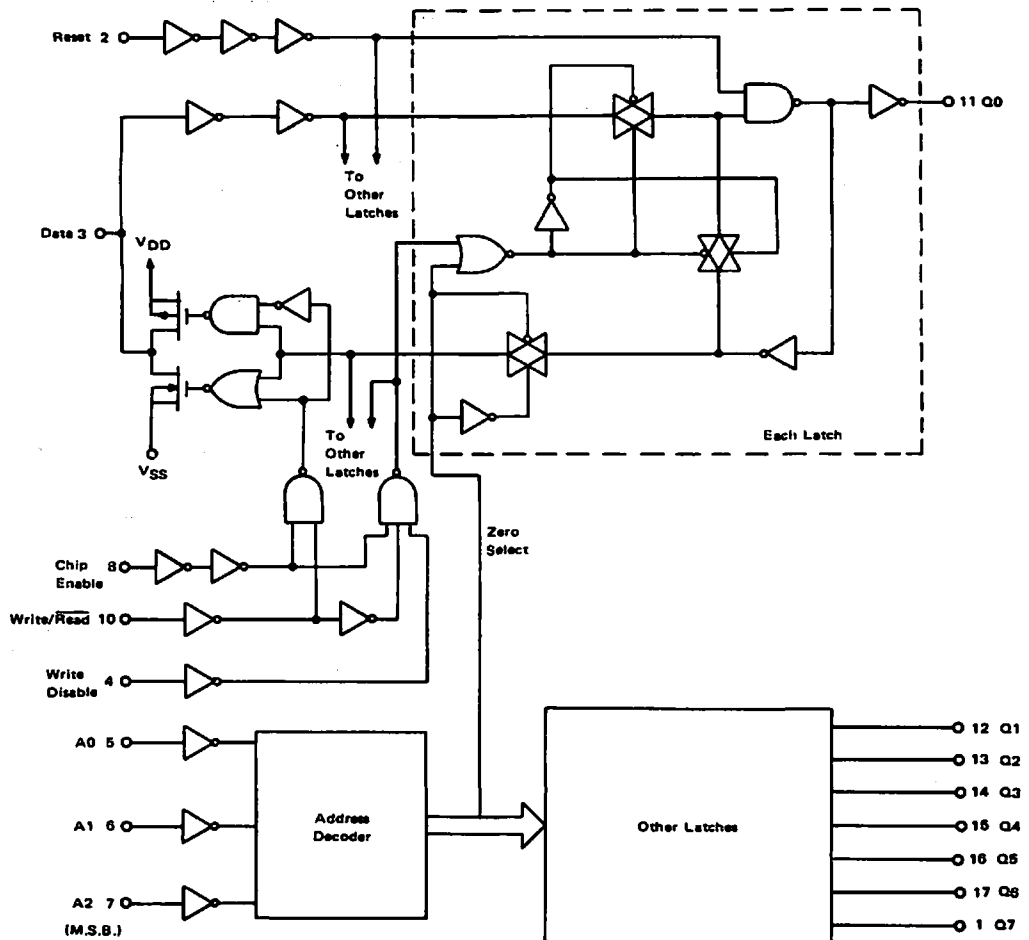 Reset 2
11 Q0
To
Other
Latches
Data 3
VDD
VSS
To
Other
Latches
Each Latch
Zero
Select
Chip 8
Enable
Write/Read 10
Write 4
Disable
A0 5
A1 6
A2 7
(M.S.B.)
Address
Decoder
Other Latches
12 Q1
13 Q2
14 Q3
15 Q4
16 Q5
17 Q6
1 Q7